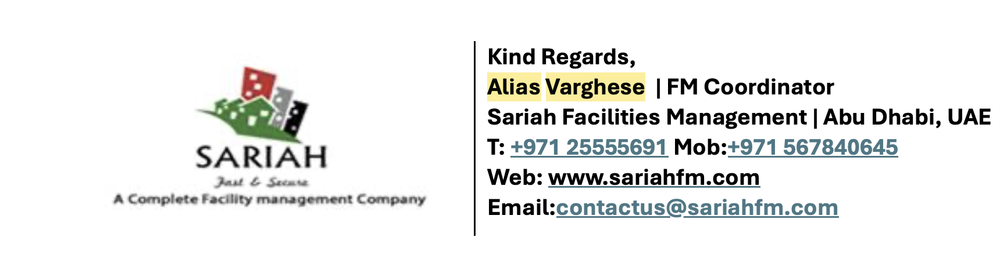 SARIAH
Fast & Secure
A Complete Facility management Company
Kind Regards,
Alias Varghese | FM Coordinator
Sariah Facilities Management | Abu Dhabi, UAE
T: +971 25555691 Mob:+971 567840645
Web: www.sariahfm.com
Email:contactus@sariahfm.com